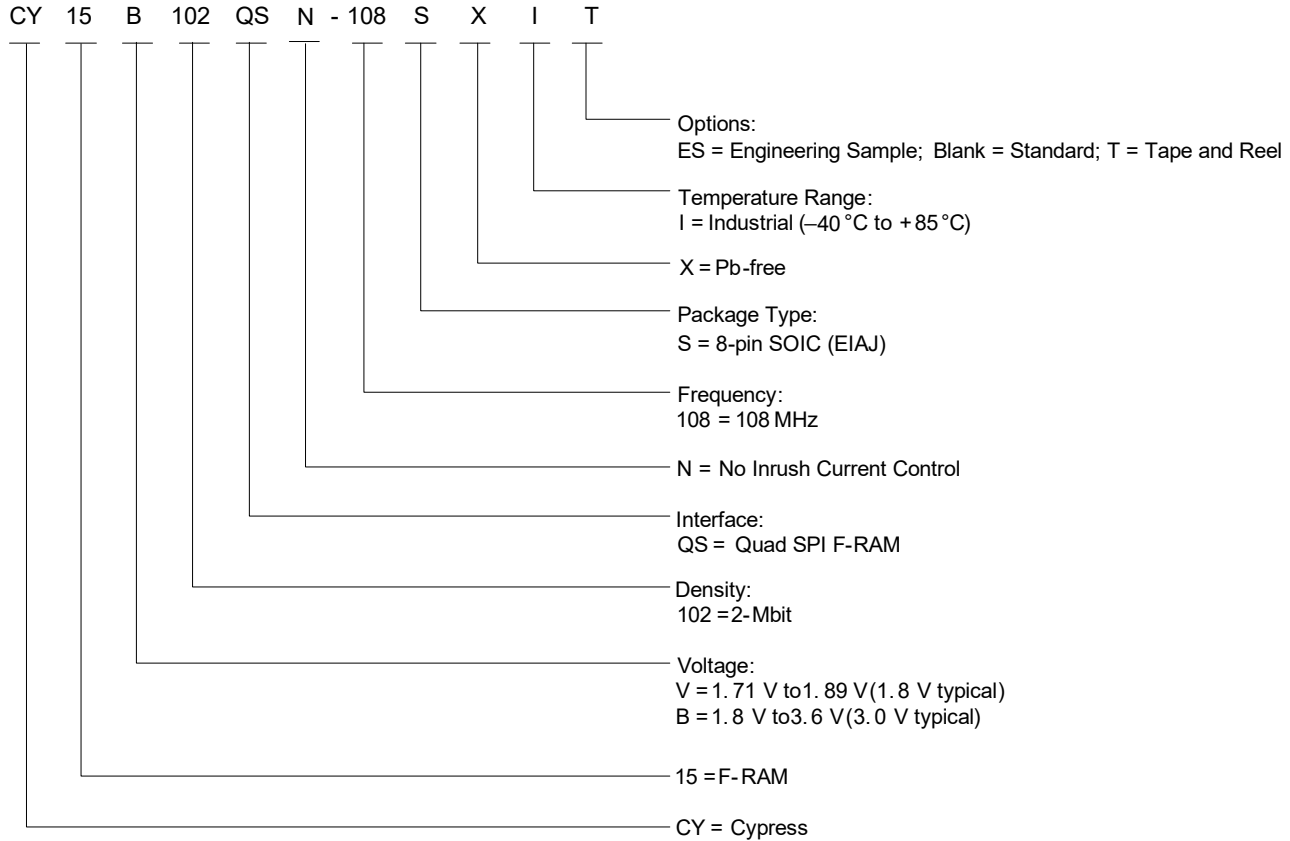 CY 15 B 102 QS N - 108 S X I T
Options:
ES = Engineering Sample; Blank = Standard; T = Tape and Reel
Temperature Range:
I = Industrial (–40 °C to +85 °C)
X = Pb-free
Package Type:
S = 8-pin SOIC (EIAJ)
Frequency:
108 = 108 MHz
N = No Inrush Current Control
Interface:
QS = Quad SPI F-RAM
Density:
102 =2-Mbit
Voltage:
V =1.71 V to1.89 V(1.8 V typical)
B =1.8 V to3.6 V(3.0 V typical)
15 =F-RAM
CY = Cypress